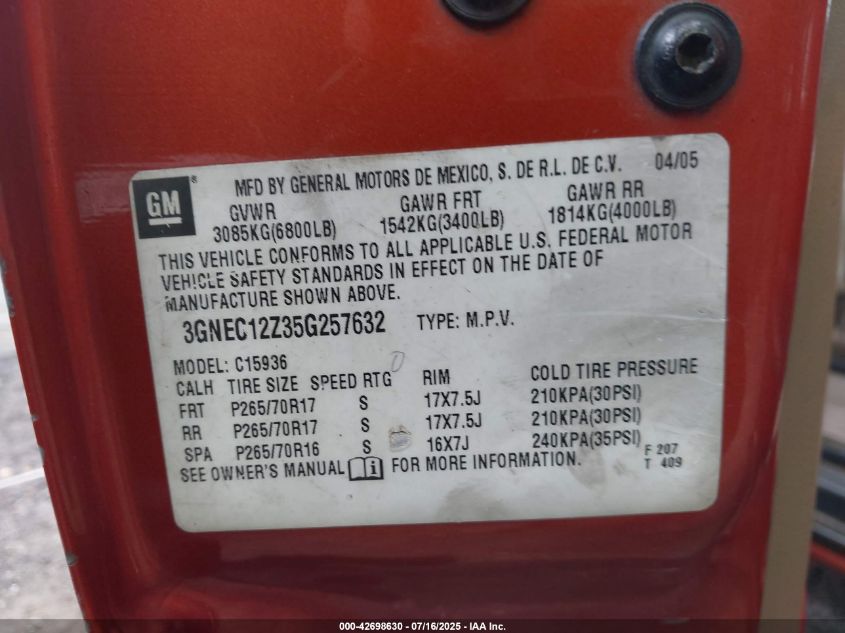 GM®
MFD BY GENERAL MOTORS DE MEXICO, S. DE R.L. DE C.V. 04/05
GVWR GAWR FRT GAWR RR
3085KG(6800LB) 1542KG(3400LB) 1814KG(4000LB)
THIS VEHICLE CONFORMS TO ALL APPLICABLE U.S. FEDERAL MOTOR
VEHICLE SAFETY STANDARDS IN EFFECT ON THE DATE OF
MANUFACTURE SHOWN ABOVE.
3GNEC12Z35G257632 TYPE: M.P.V.
MODEL: C15936
CALH TIRE SIZE SPEED RTG RIM COLD TIRE PRESSURE
FRT P265/70R17 S 17X7.5J 210KPA(30PSI)
RR P265/70R17 S 17X7.5J 210KPA(30PSI)
SPA P265/70R16 S 16X7J 240KPA(35PSI)
SEE OWNER'S MANUAL FOR MORE INFORMATION.
F 207
T 409
000-42698630 - 07/16/2025 - IAA Inc.